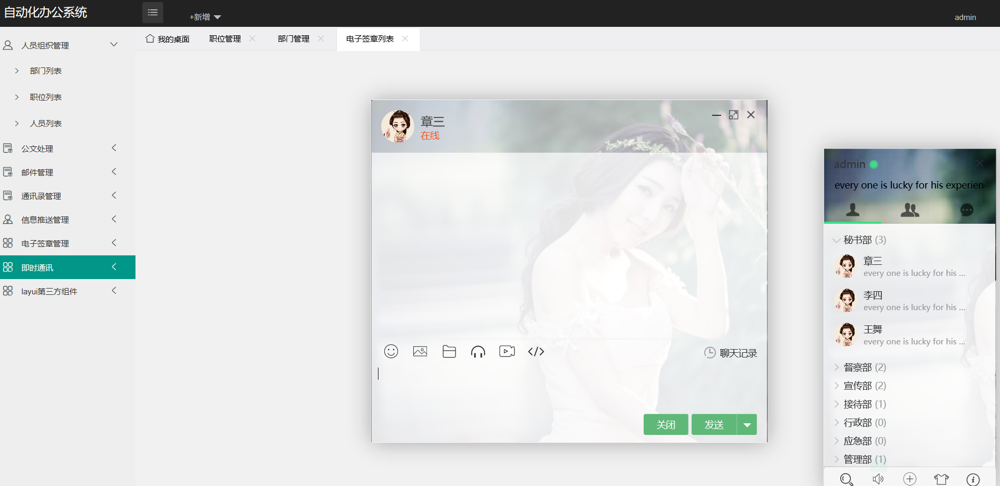 自动化办公系统
+新增
admin
我的桌面
职位管理
部门管理
电子签章列表
人员组织管理
部门列表
职位列表
人员列表
公文处理
邮件管理
通讯录管理
信息推送管理
电子签章管理
即时通讯
layui第三方组件
章三
在线
聊天记录
关闭
发送
admin
every one is lucky for his experien
秘书部 (3)
章三
every one is lucky for his ...
李四
every one is lucky for his ...
王舞
every one is lucky for his ...
督察部 (2)
宣传部 (2)
接待部 (1)
行政部 (0)
应急部 (0)
管理部 (1)